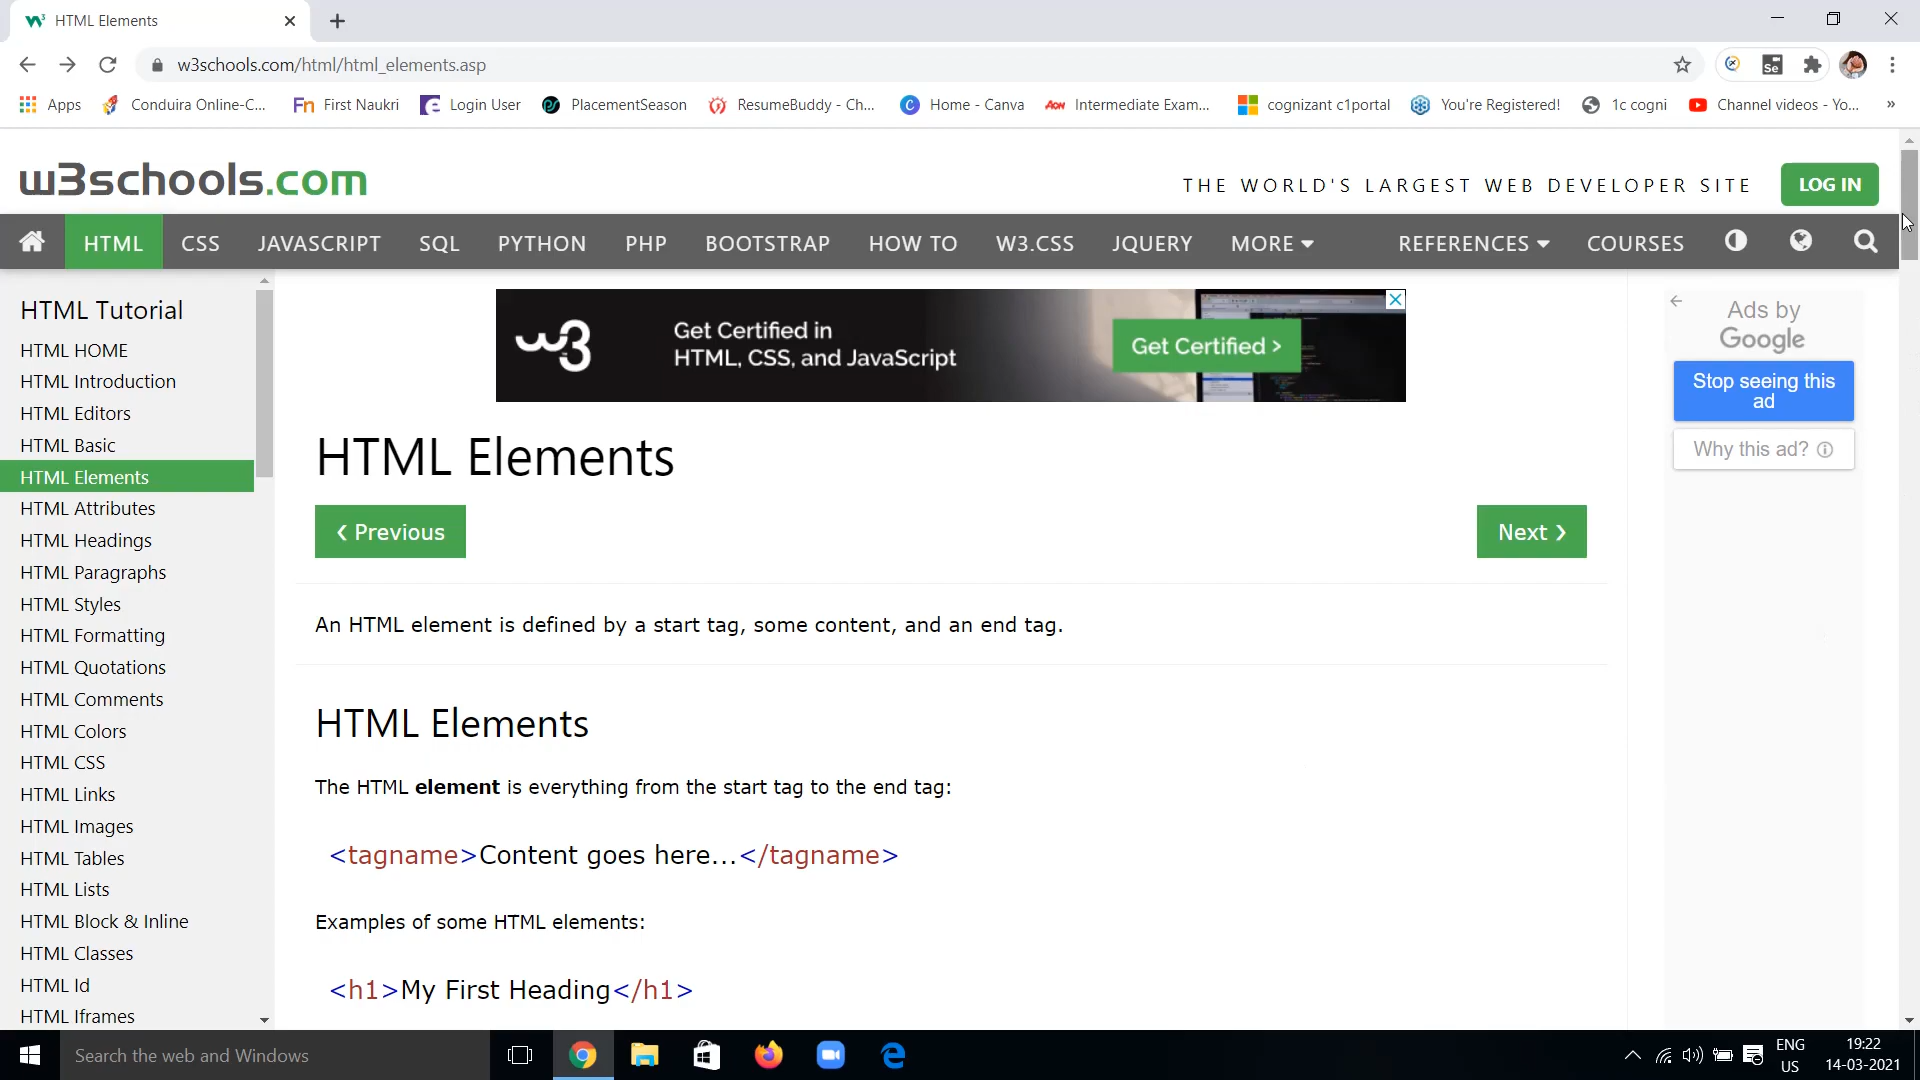 HTML Elements
w3schools.com/html/html_elements.asp
Se
Apps
Conduira Online-C...
Fn First Naukri
Login User
PlacementSeason
ResumeBuddy - Ch...
C Home - Canva
Aon Intermediate Exam...
cognizant c1portal
You're Registered!
1c cogni
Channel videos - Yo...
»
w3schools.com
THE WORLD'S LARGEST WEB DEVELOPER SITE
LOG IN
HTML CSS JAVASCRIPT SQL PYTHON PHP BOOTSTRAP HOW TO W3.CSS JQUERY MORE REFERENCES COURSES
HTML Tutorial
HTML HOME
HTML Introduction
HTML Editors
HTML Basic
HTML Elements
HTML Attributes
HTML Headings
HTML Paragraphs
HTML Styles
HTML Formatting
HTML Quotations
HTML Comments
HTML Colors
HTML CSS
HTML Links
HTML Images
HTML Tables
HTML Lists
HTML Block & Inline
HTML Classes
HTML Id
HTML Iframes
w3
Get Certified in
HTML, CSS, and JavaScript
Get Certified >
HTML Elements
❮ Previous
Next ❯
An HTML element is defined by a start tag, some content, and an end tag.
HTML Elements
The HTML element is everything from the start tag to the end tag:
<tagname>Content goes here...</tagname>
Examples of some HTML elements:
<h1>My First Heading</h1>
Ads by
Google
Stop seeing this
ad
Why this ad?
Search the web and Windows
ENG
US
19:22
14-03-2021